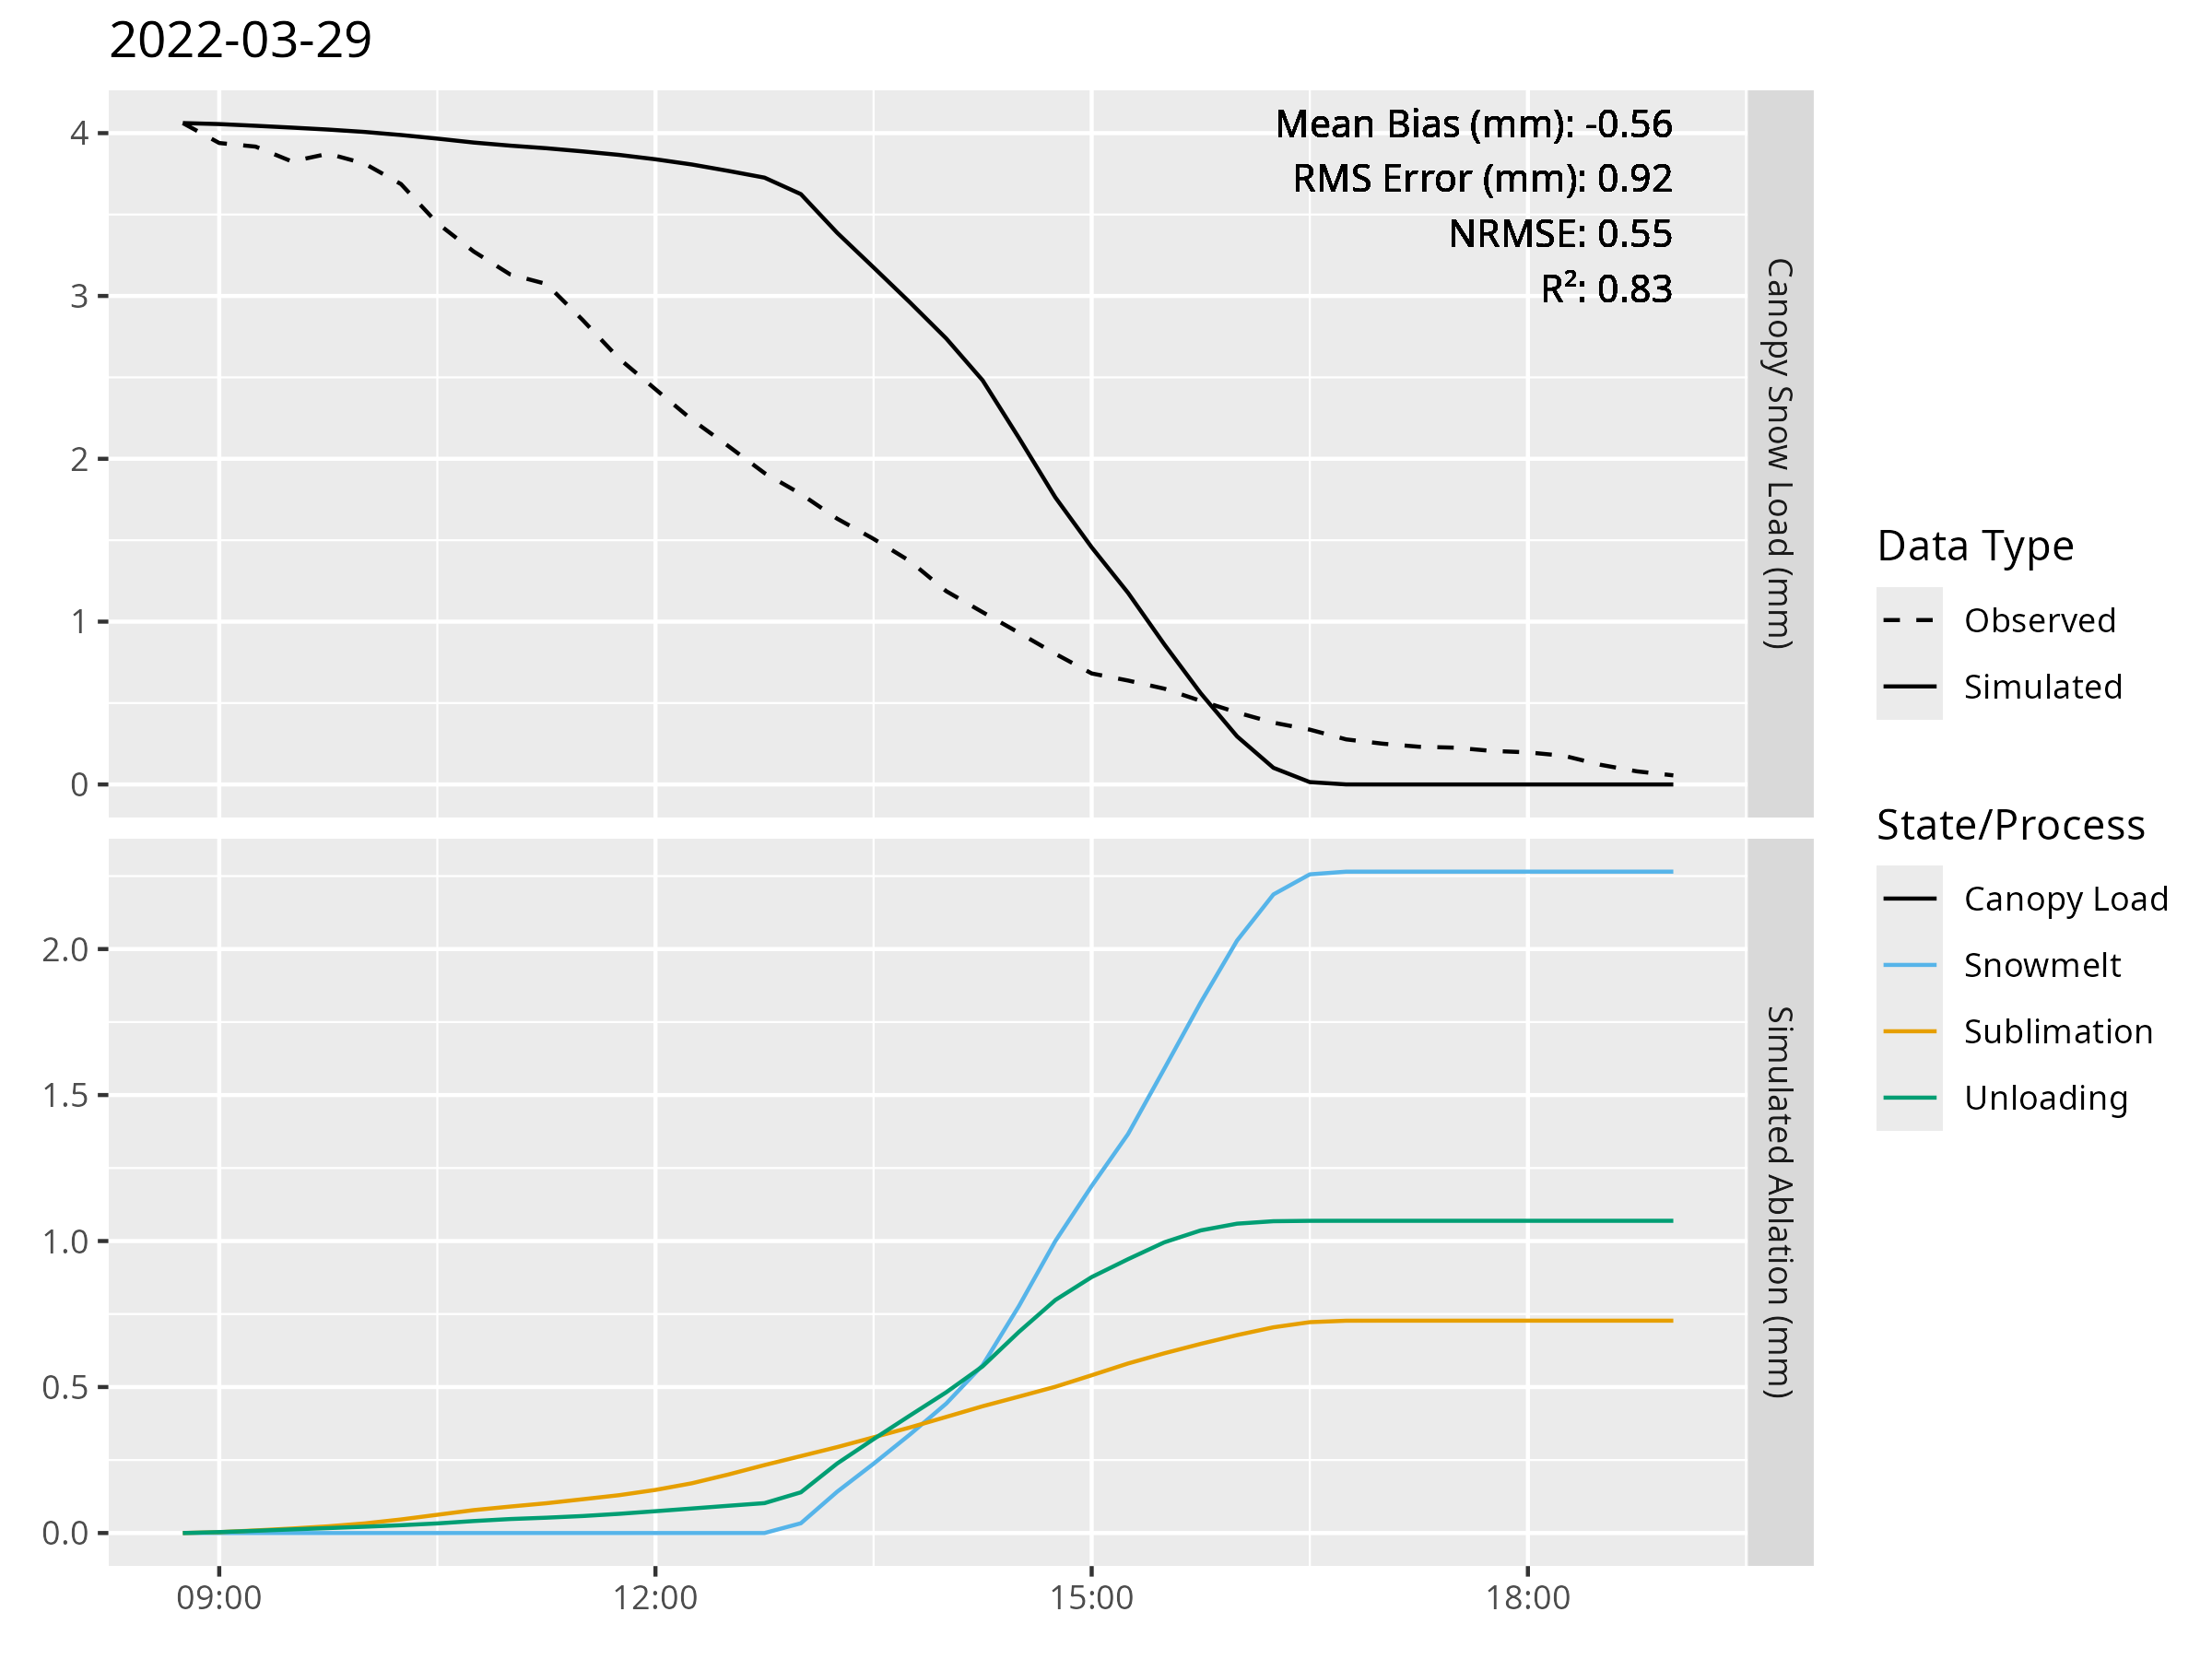 2022-03-29
Mean Bias (mm): -0.56
RMS Error (mm): 0.92
NRMSE: 0.55
R²: 0.83
4
3
2
1
0
Canopy Snow Load (mm)
2.0
1.5
1.0
0.5
0.0
Simulated Ablation (mm)
09:00
12:00
15:00
18:00
Data Type
Observed
Simulated
State/Process
Canopy Load
Snowmelt
Sublimation
Unloading